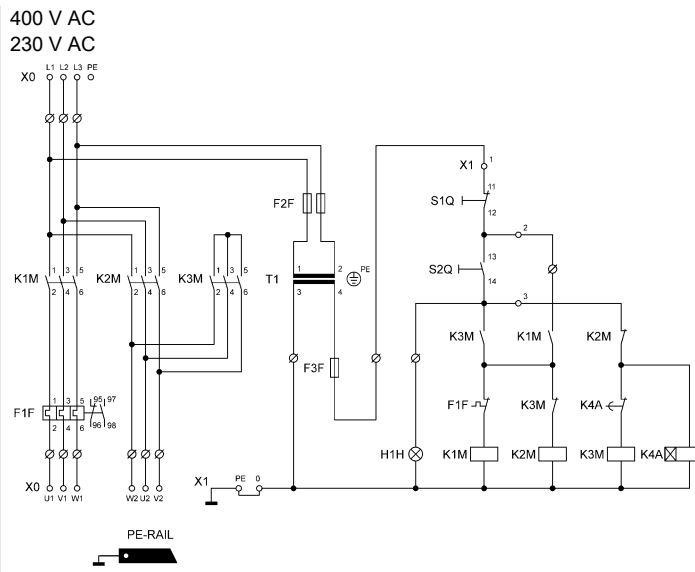 400 V AC
230 V AC
L1 L2 L3 PE
X0
1
X1
11
S1Q
12
F2F
2
13
S2Q
14
1 3 5 1 3 5 1 3 5
K1M K2M K3M
2 4 6 2 4 6 2 4 6
1 2 PE
T1
3 4
3
K3M K1M K2M
F3F
1 3 5 95 97
F1F
2 4 6 96 98
F1F K3M K4A
H1H K1M K2M K3M K4A
X0
U1 V1 W1 W2 U2 V2
X1 PE 0
PE-RAIL